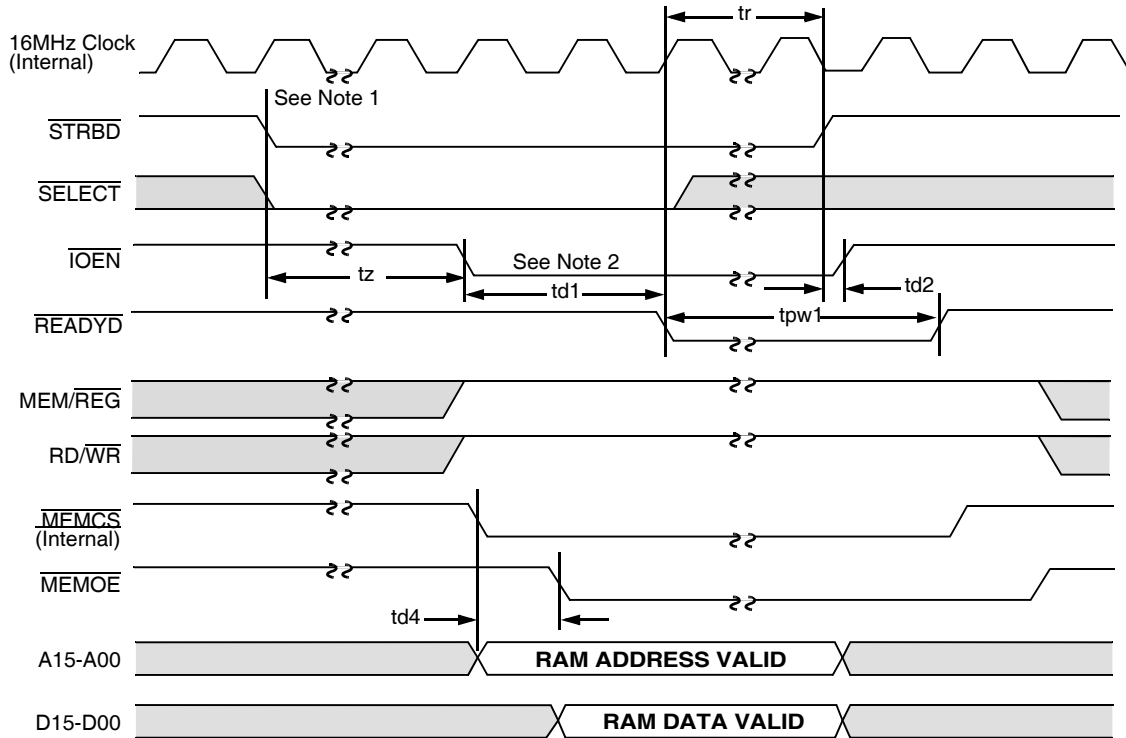 tr
16MHz Clock
(Internal)
See Note 1
STRBD
SELECT
IOEN
See Note 2
tz
td1
td2
READYD
tpw1
MEM/REG
RD/WR
MEMCS
(Internal)
MEMOE
td4
A15-A00
RAM ADDRESS VALID
D15-D00
RAM DATA VALID